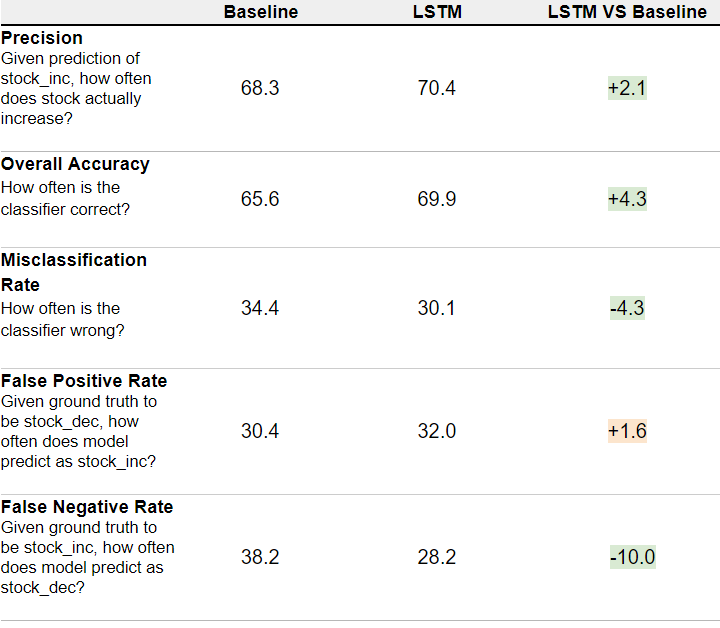 Baseline LSTM LSTM VS Baseline
Precision
Given prediction of
stock_inc, how often
does stock actually
increase?
68.3 70.4 +2.1
Overall Accuracy
How often is the
classifier correct?
65.6 69.9 +4.3
Misclassification
Rate
How often is the
classifier wrong?
34.4 30.1 -4.3
False Positive Rate
Given ground truth to
be stock_dec, how
often does model
predict as stock_inc?
30.4 32.0 +1.6
False Negative Rate
Given ground truth to
be stock_inc, how often
does model predict as
stock_dec?
38.2 28.2 -10.0